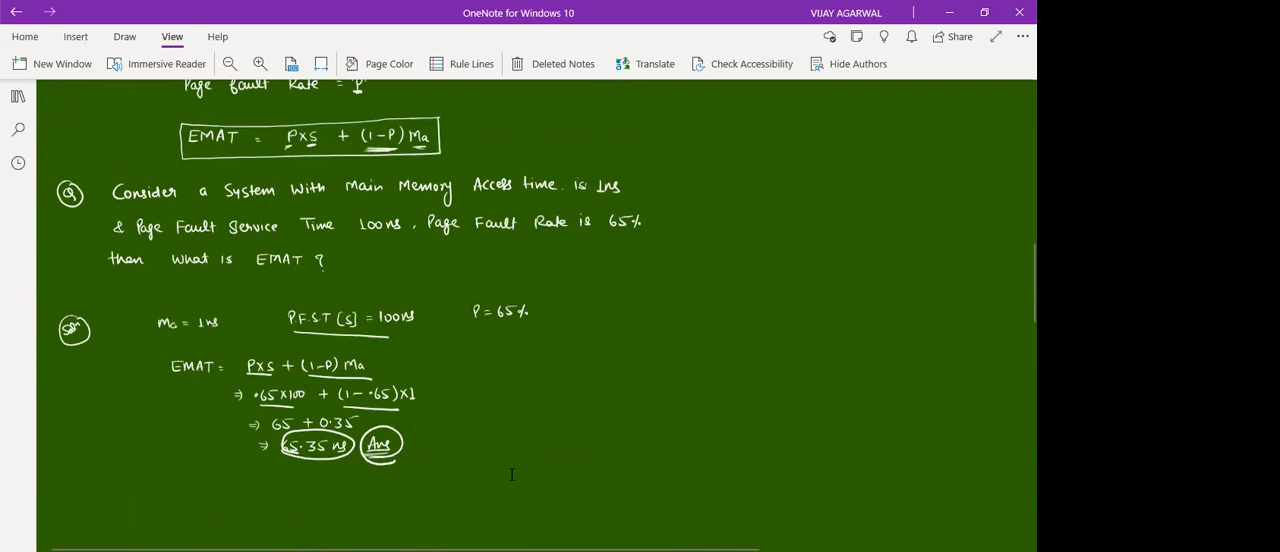 OneNote for Windows 10
VIJAY AGARWAL
Home Insert Draw View Help
Share
New Window Immersive Reader Page Color Rule Lines Deleted Notes Translate Check Accessibility Hide Authors
Page fault Rate = 'P'
EMAT = P×S + (1-P) Ma
Q Consider a System With Main Memory Access time. is 1ns
& Page Fault Service Time 100ns, Page Fault Rate is 65%
then What is EMAT ?
Sol Ma = 1ns P.F.S.T [S] = 100ns P = 65%
EMAT = P×S + (1-P) Ma
⇒ .65×100 + (1-.65)×1
⇒ 65 + 0.35
⇒ 65.35 ns Ans